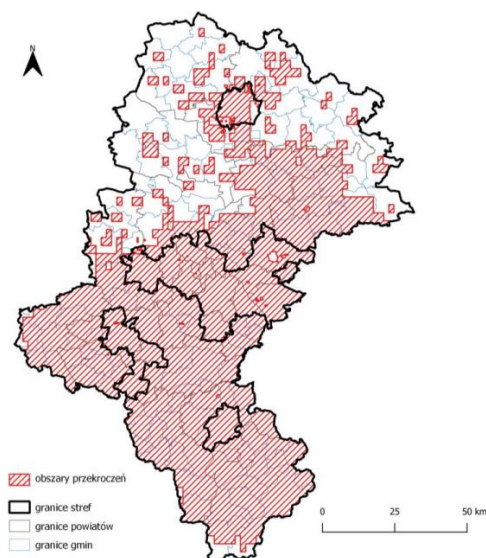 N
obszary przekroczeń
granice stref
granice powiatów
granice gmin
0 25 50 km